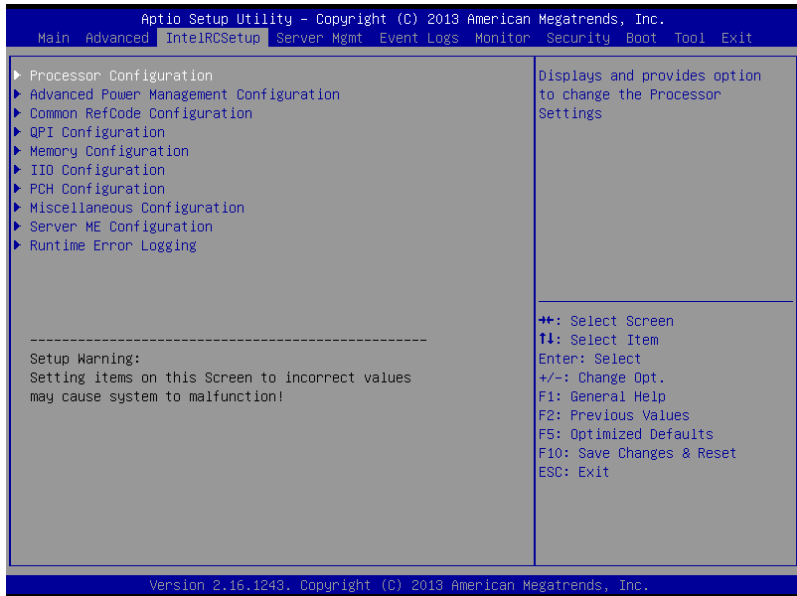 Aptio Setup Utility – Copyright (C) 2013 American Megatrends, Inc.
Main Advanced IntelRCSetup Server Mgmt Event Logs Monitor Security Boot Tool Exit
Processor Configuration
Advanced Power Management Configuration
Common RefCode Configuration
QPI Configuration
Memory Configuration
IIO Configuration
PCH Configuration
Miscellaneous Configuration
Server ME Configuration
Runtime Error Logging
--------------------------------------------------
Setup Warning:
Setting items on this Screen to incorrect values
may cause system to malfunction!
Displays and provides option
to change the Processor
Settings
→←: Select Screen
↑↓: Select Item
Enter: Select
+/-: Change Opt.
F1: General Help
F2: Previous Values
F5: Optimized Defaults
F10: Save Changes & Reset
ESC: Exit
Version 2.16.1243. Copyright (C) 2013 American Megatrends, Inc.